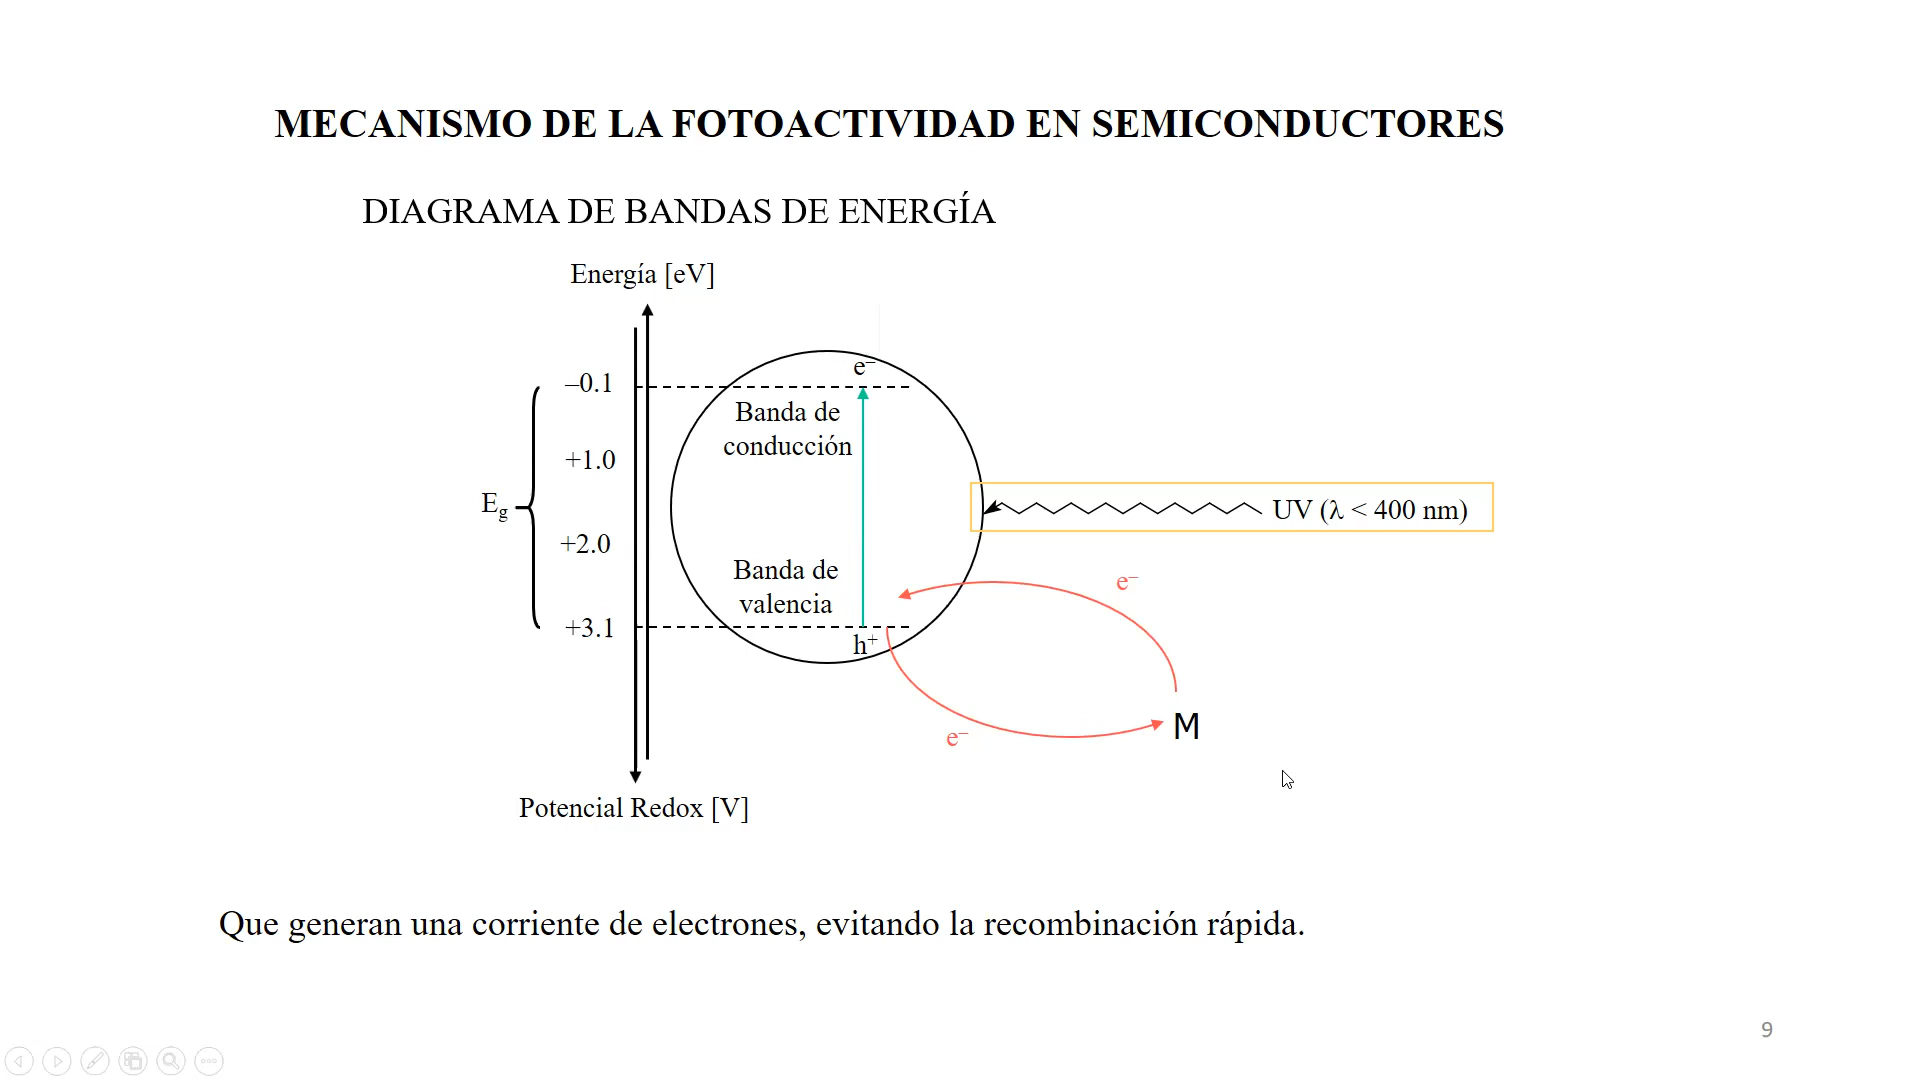 MECANISMO DE LA FOTOACTIVIDAD EN SEMICONDUCTORES
DIAGRAMA DE BANDAS DE ENERGÍA
Energía [eV]
e⁻
–0.1
Banda de
conducción
+1.0
E_g
UV (λ < 400 nm)
+2.0
Banda de
valencia
e⁻
+3.1
h⁺
M
e⁻
Potencial Redox [V]
Que generan una corriente de electrones, evitando la recombinación rápida.
9